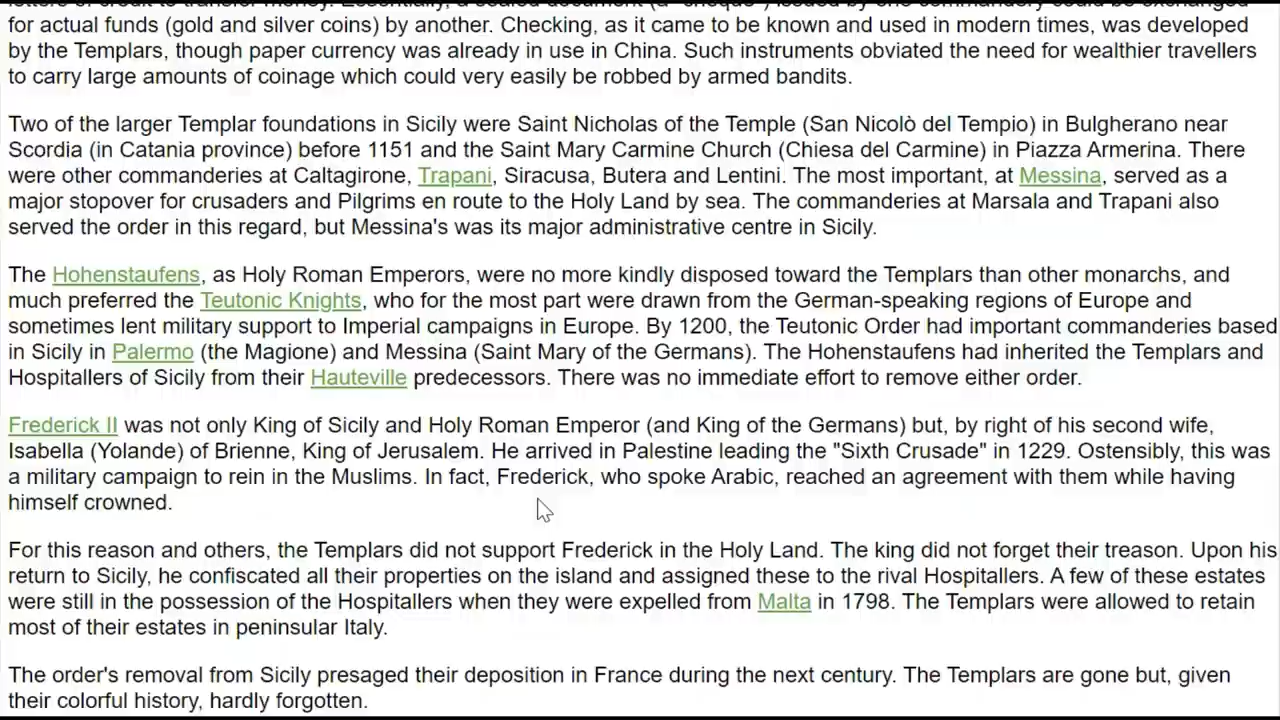 for actual funds (gold and silver coins) by another. Checking, as it came to be known and used in modern times, was developed
by the Templars, though paper currency was already in use in China. Such instruments obviated the need for wealthier travellers
to carry large amounts of coinage which could very easily be robbed by armed bandits.
Two of the larger Templar foundations in Sicily were Saint Nicholas of the Temple (San Nicolò del Tempio) in Bulgherano near
Scordia (in Catania province) before 1151 and the Saint Mary Carmine Church (Chiesa del Carmine) in Piazza Armerina. There
were other commanderies at Caltagirone, Trapani, Siracusa, Butera and Lentini. The most important, at Messina, served as a
major stopover for crusaders and Pilgrims en route to the Holy Land by sea. The commanderies at Marsala and Trapani also
served the order in this regard, but Messina's was its major administrative centre in Sicily.
The Hohenstaufens, as Holy Roman Emperors, were no more kindly disposed toward the Templars than other monarchs, and
much preferred the Teutonic Knights, who for the most part were drawn from the German-speaking regions of Europe and
sometimes lent military support to Imperial campaigns in Europe. By 1200, the Teutonic Order had important commanderies based
in Sicily in Palermo (the Magione) and Messina (Saint Mary of the Germans). The Hohenstaufens had inherited the Templars and
Hospitallers of Sicily from their Hauteville predecessors. There was no immediate effort to remove either order.
Frederick II was not only King of Sicily and Holy Roman Emperor (and King of the Germans) but, by right of his second wife,
Isabella (Yolande) of Brienne, King of Jerusalem. He arrived in Palestine leading the "Sixth Crusade" in 1229. Ostensibly, this was
a military campaign to rein in the Muslims. In fact, Frederick, who spoke Arabic, reached an agreement with them while having
himself crowned.
For this reason and others, the Templars did not support Frederick in the Holy Land. The king did not forget their treason. Upon his
return to Sicily, he confiscated all their properties on the island and assigned these to the rival Hospitallers. A few of these estates
were still in the possession of the Hospitallers when they were expelled from Malta in 1798. The Templars were allowed to retain
most of their estates in peninsular Italy.
The order's removal from Sicily presaged their deposition in France during the next century. The Templars are gone but, given
their colorful history, hardly forgotten.